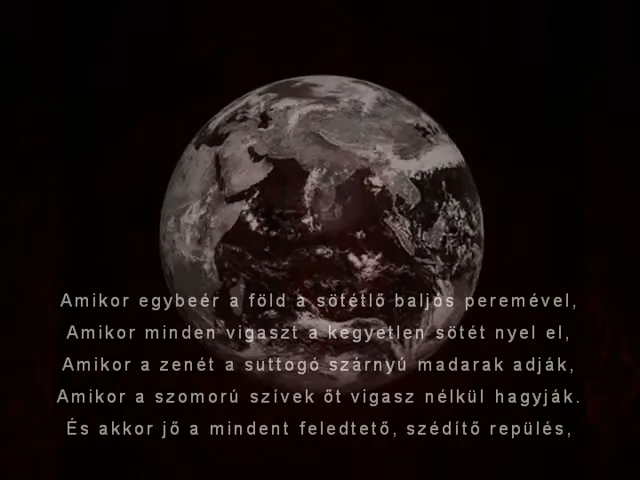 Amikor egybeér a föld a sötétlő baljós peremével,
Amikor minden vigaszt a kegyetlen sötét nyel el,
Amikor a zenét a suttogó szárnyú madarak adják,
Amikor a szomorú szívek őt vigasz nélkül hagyják.
És akkor jő a mindent feledtető, szédítő repülés,